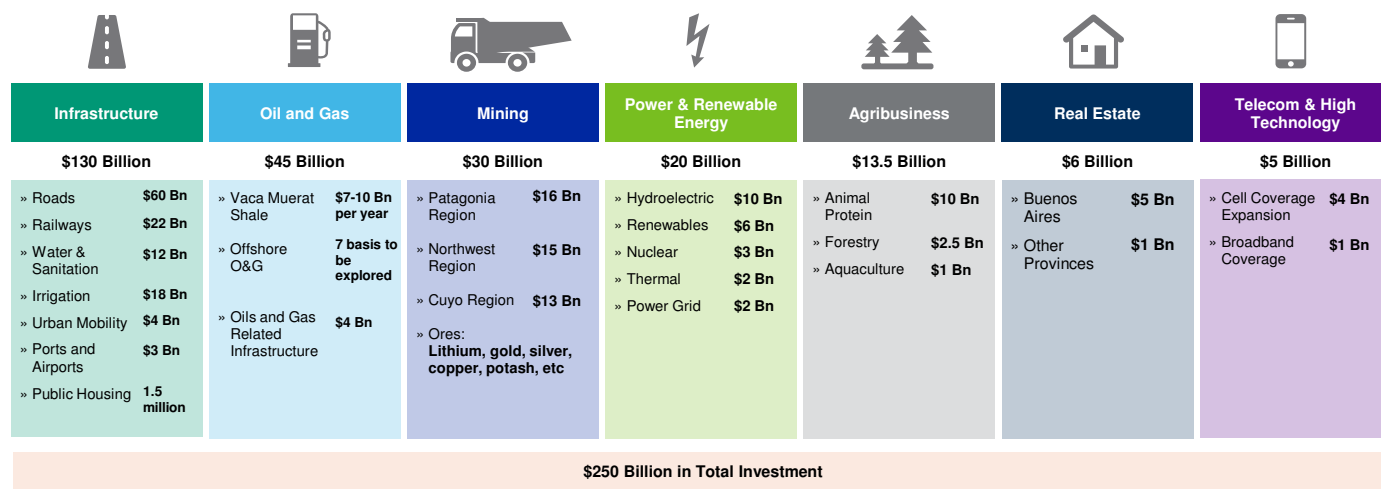 Infrastructure
$130 Billion
» Roads $60 Bn
» Railways $22 Bn
» Water & $12 Bn
Sanitation
» Irrigation $18 Bn
» Urban Mobility $4 Bn
» Ports and $3 Bn
Airports
» Public Housing 1.5
million
Oil and Gas
$45 Billion
» Vaca Muerat $7-10 Bn
Shale per year
» Offshore 7 basis to
O&G be
explored
» Oils and Gas $4 Bn
Related
Infrastructure
Mining
$30 Billion
» Patagonia $16 Bn
Region
» Northwest $15 Bn
Region
» Cuyo Region $13 Bn
» Ores:
Lithium, gold, silver,
copper, potash, etc
Power & Renewable
Energy
$20 Billion
» Hydroelectric $10 Bn
» Renewables $6 Bn
» Nuclear $3 Bn
» Thermal $2 Bn
» Power Grid $2 Bn
Agribusiness
$13.5 Billion
» Animal $10 Bn
Protein
» Forestry $2.5 Bn
» Aquaculture $1 Bn
Real Estate
$6 Billion
» Buenos $5 Bn
Aires
» Other $1 Bn
Provinces
Telecom & High
Technology
$5 Billion
» Cell Coverage $4 Bn
Expansion
» Broadband $1 Bn
Coverage
$250 Billion in Total Investment